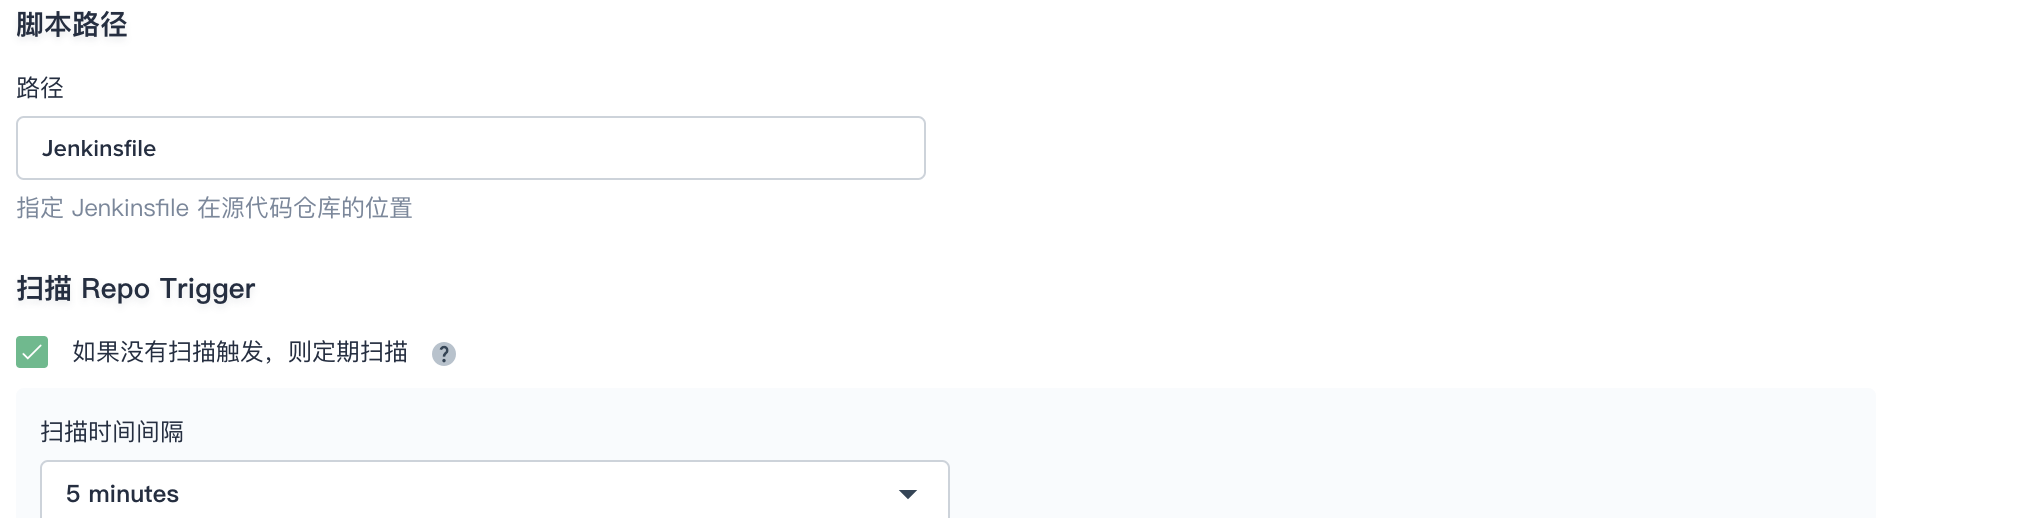 脚本路径
路径
Jenkinsfile
指定 Jenkinsfile 在源代码仓库的位置
扫描 Repo Trigger
如果没有扫描触发，则定期扫描 ?
扫描时间间隔
5 minutes